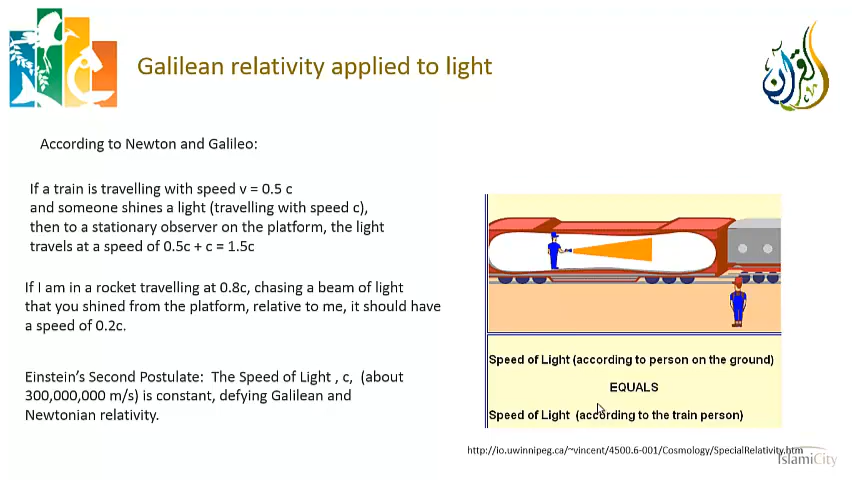 Galilean relativity applied to light
According to Newton and Galileo:
If a train is travelling with speed v = 0.5 c
and someone shines a light (travelling with speed c),
then to a stationary observer on the platform, the light
travels at a speed of 0.5c + c = 1.5c
If I am in a rocket travelling at 0.8c, chasing a beam of light
that you shined from the platform, relative to me, it should have
a speed of 0.2c.
Einstein's Second Postulate:  The Speed of Light , c,  (about
300,000,000 m/s) is constant, defying Galilean and
Newtonian relativity.
Speed of Light (according to person on the ground)
EQUALS
Speed of Light  (according to the train person)
http://io.uwinnipeg.ca/~vincent/4500.6-001/Cosmology/SpecialRelativity.htm
IslamiCity